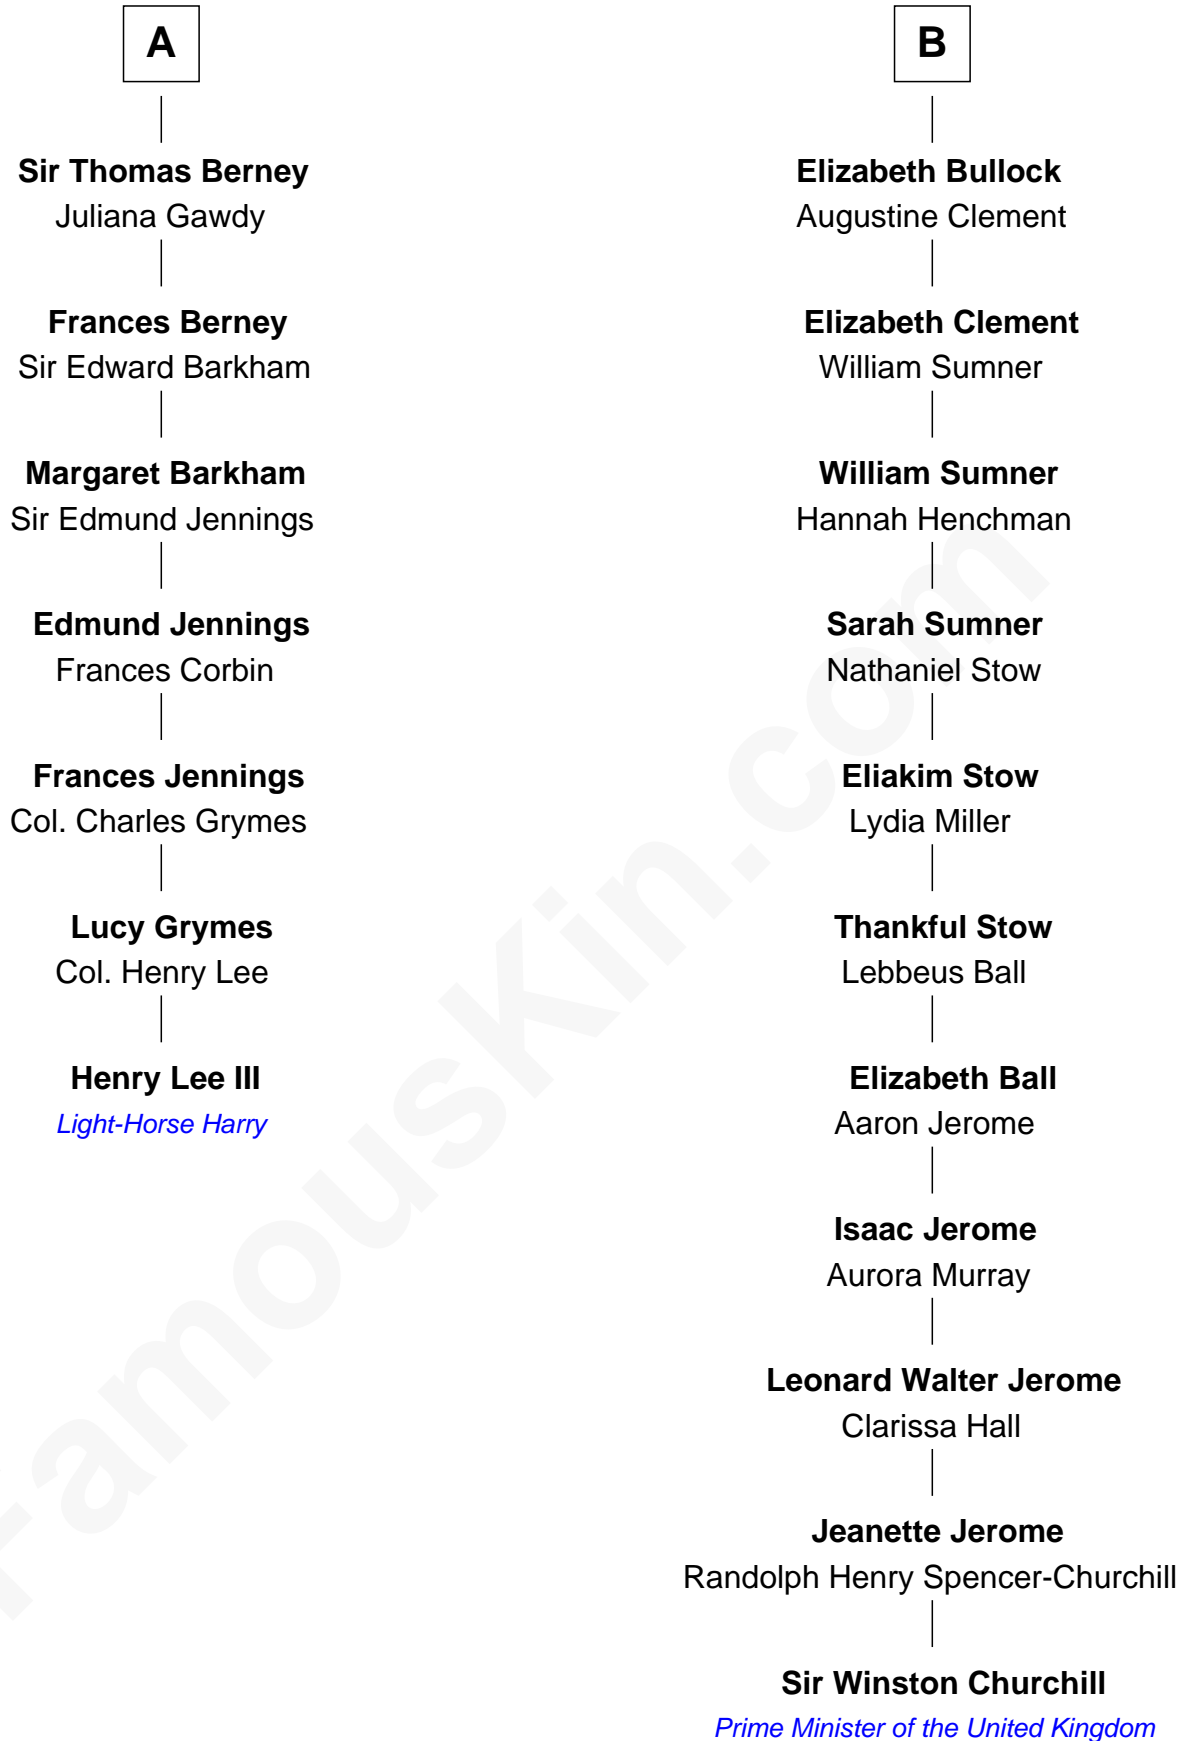 A
Sir Thomas Berney
Juliana Gawdy
Frances Berney
Sir Edward Barkham
Margaret Barkham
Sir Edmund Jennings
Edmund Jennings
Frances Corbin
Frances Jennings
Col. Charles Grymes
Lucy Grymes
Col. Henry Lee
Henry Lee III
Light-Horse Harry
B
Elizabeth Bullock
Augustine Clement
Elizabeth Clement
William Sumner
William Sumner
Hannah Henchman
Sarah Sumner
Nathaniel Stow
Eliakim Stow
Lydia Miller
Thankful Stow
Lebbeus Ball
Elizabeth Ball
Aaron Jerome
Isaac Jerome
Aurora Murray
Leonard Walter Jerome
Clarissa Hall
Jeanette Jerome
Randolph Henry Spencer-Churchill
Sir Winston Churchill
Prime Minister of the United Kingdom
FamousKin.com